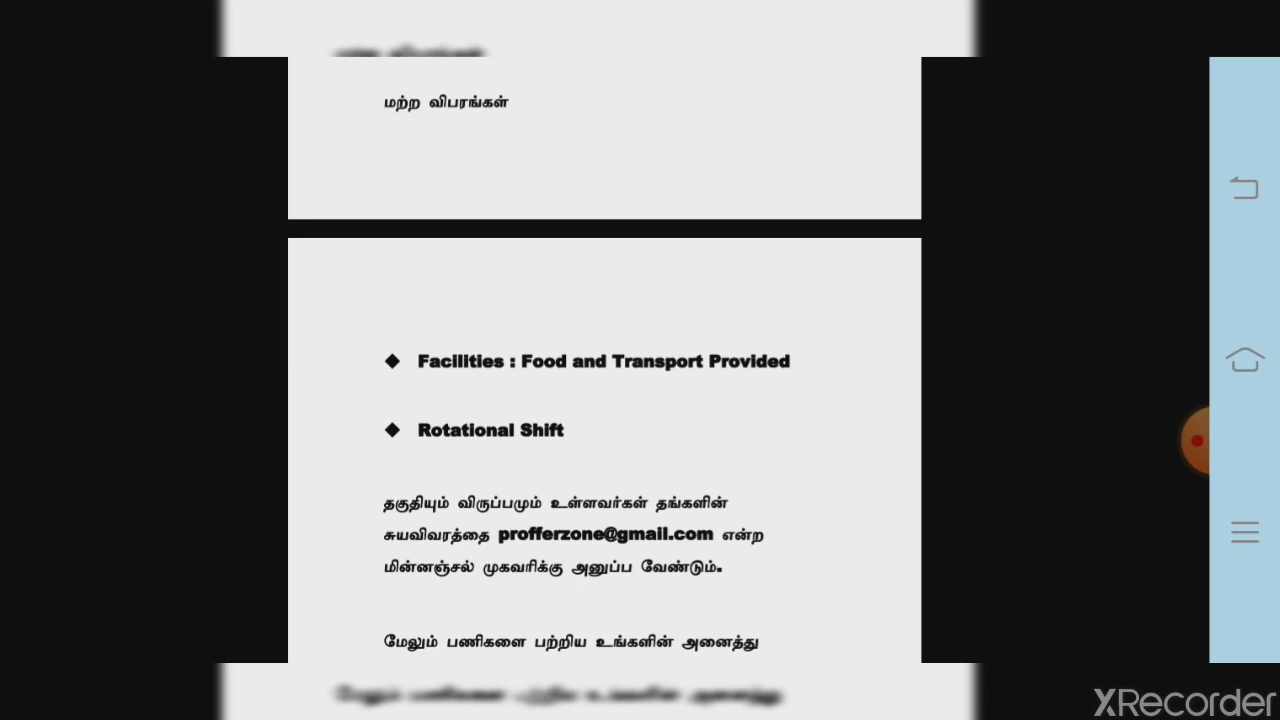 மற்ற விபரங்கள்
◆ Facilities : Food and Transport Provided
◆ Rotational Shift
தகுதியும் விருப்பமும் உள்ளவர்கள் தங்களின்
சுயவிவரத்தை profferzone@gmail.com என்ற
மின்னஞ்சல் முகவரிக்கு அனுப்ப வேண்டும்.
மேலும் பணிகளை பற்றிய உங்களின் அனைத்து
XRecorder